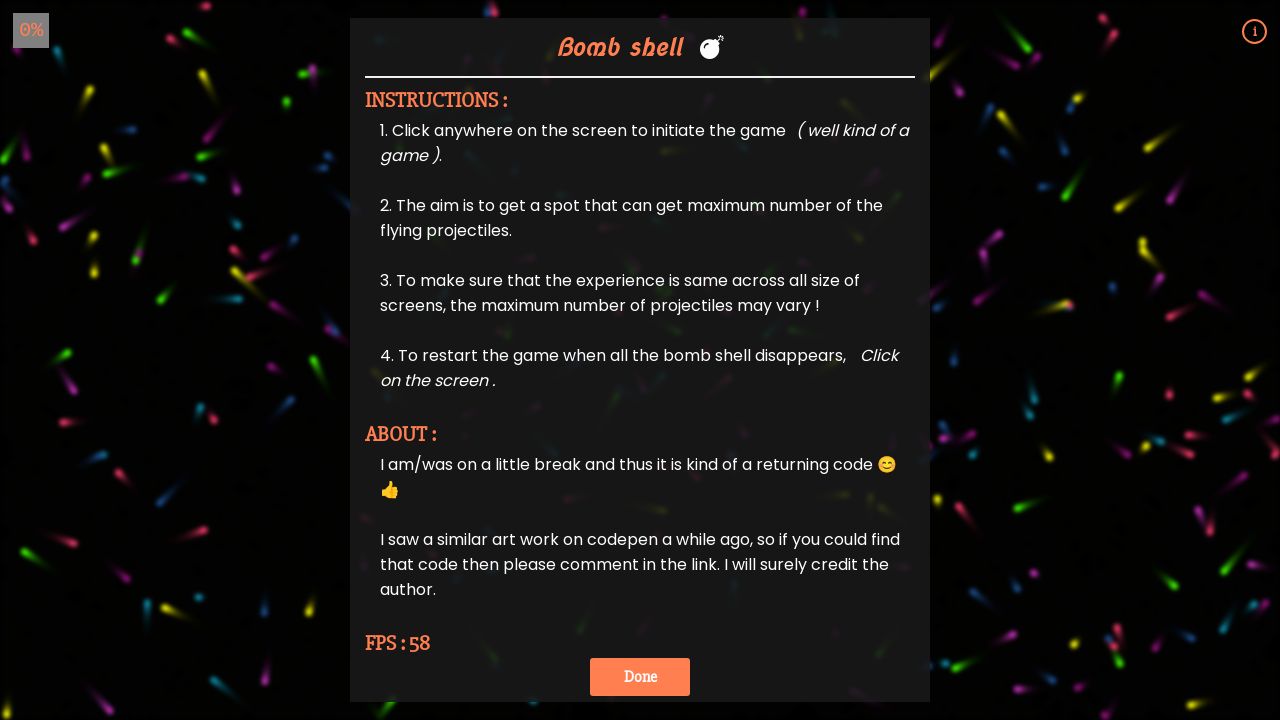 0%
i
Bomb shell 💣
INSTRUCTIONS :
1. Click anywhere on the screen to initiate the game ( well kind of a
game ).
2. The aim is to get a spot that can get maximum number of the
flying projectiles.
3. To make sure that the experience is same across all size of
screens, the maximum number of projectiles may vary !
4. To restart the game when all the bomb shell disappears, Click
on the screen .
ABOUT :
I am/was on a little break and thus it is kind of a returning code 😊
👍
I saw a similar art work on codepen a while ago, so if you could find
that code then please comment in the link. I will surely credit the
author.
FPS : 58
Done